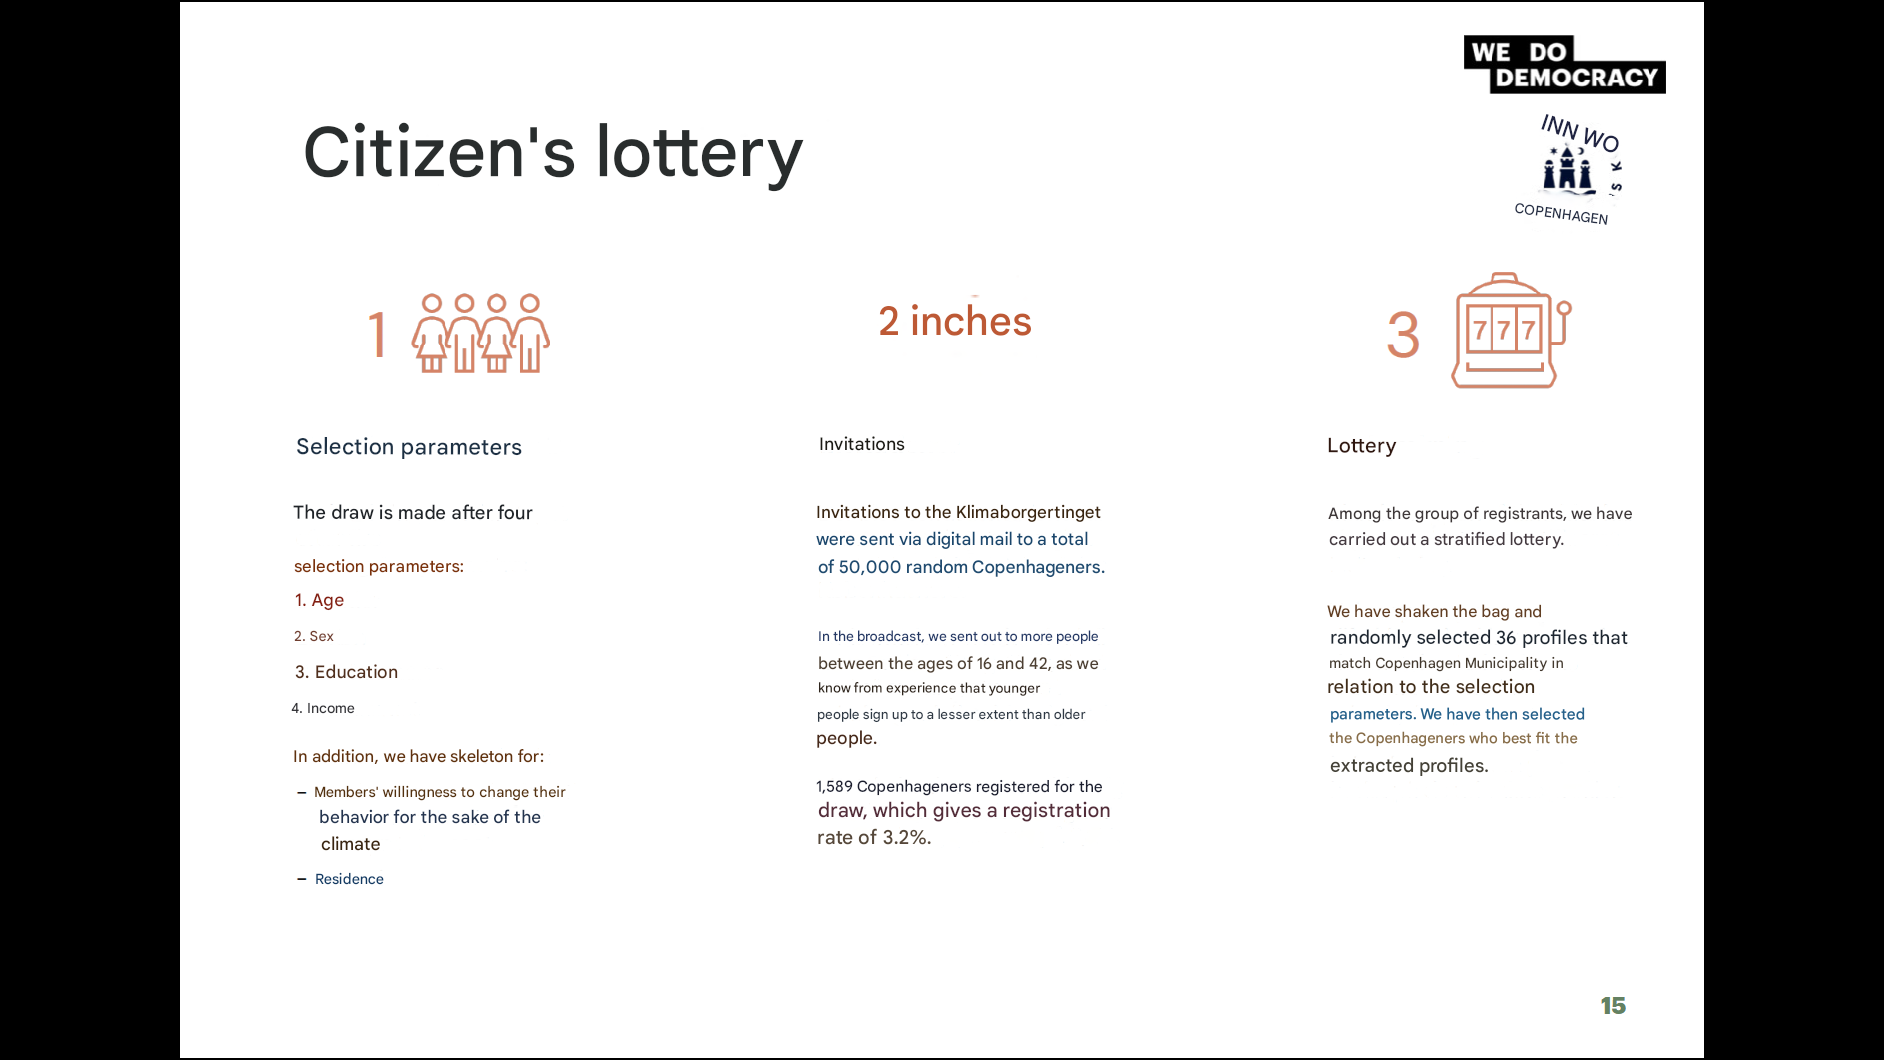 WE DO
DEMOCRACY
INN WO
K S
COPENHAGEN
Citizen's lottery
1
2 inches
3
777
Selection parameters
The draw is made after four
selection parameters:
1. Age
2. Sex
3. Education
4. Income
In addition, we have skeleton for:
– Members' willingness to change their
behavior for the sake of the
climate
– Residence
Invitations
Invitations to the Klimaborgertinget
were sent via digital mail to a total
of 50,000 random Copenhageners.
In the broadcast, we sent out to more people
between the ages of 16 and 42, as we
know from experience that younger
people sign up to a lesser extent than older
people.
1,589 Copenhageners registered for the
draw, which gives a registration
rate of 3.2%.
Lottery
Among the group of registrants, we have
carried out a stratified lottery.
We have shaken the bag and
randomly selected 36 profiles that
match Copenhagen Municipality in
relation to the selection
parameters. We have then selected
the Copenhageners who best fit the
extracted profiles.
15